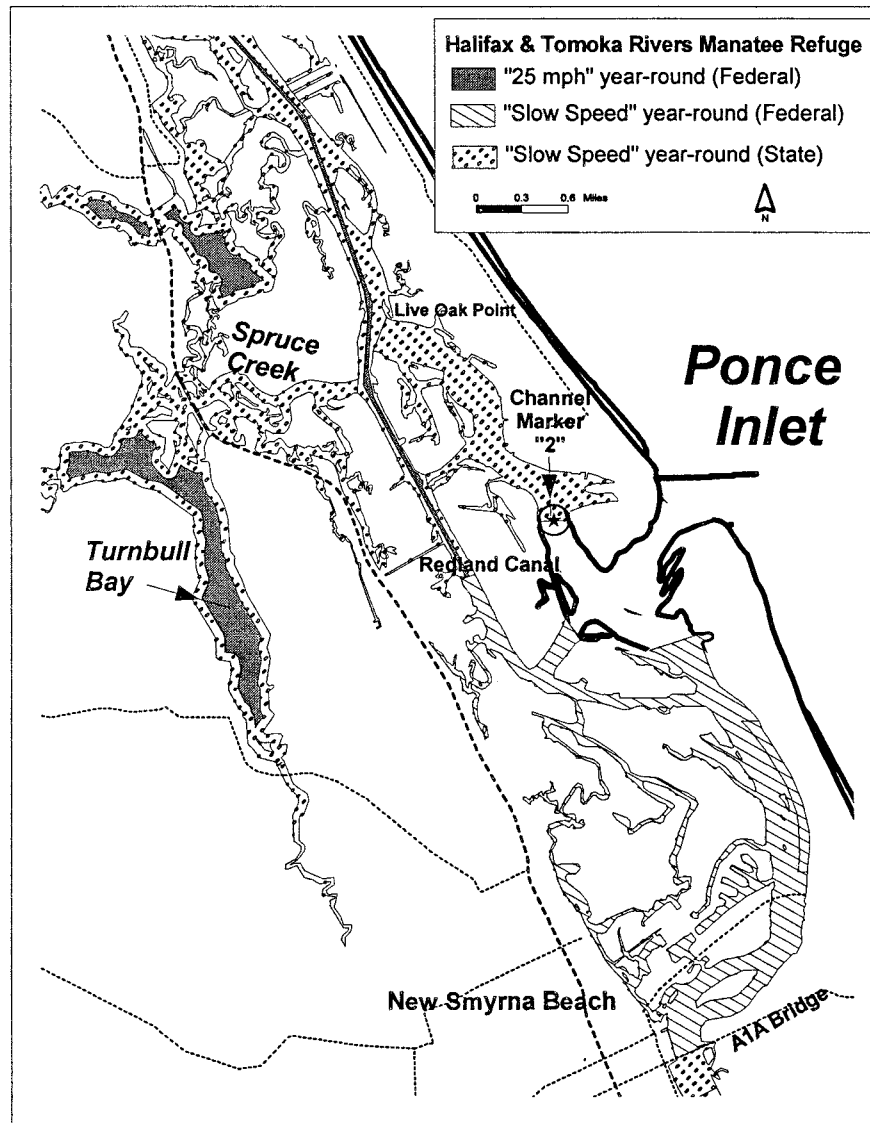 Halifax & Tomoka Rivers Manatee Refuge
"25 mph" year-round (Federal)
"Slow Speed" year-round (Federal)
"Slow Speed" year-round (State)
0 0.3 0.6 Miles
N
Live Oak Point
Spruce
Creek
Ponce
Inlet
Channel
Marker
"2"
Turnbull
Bay
Redland Canal
New Smyrna Beach
A1A Bridge